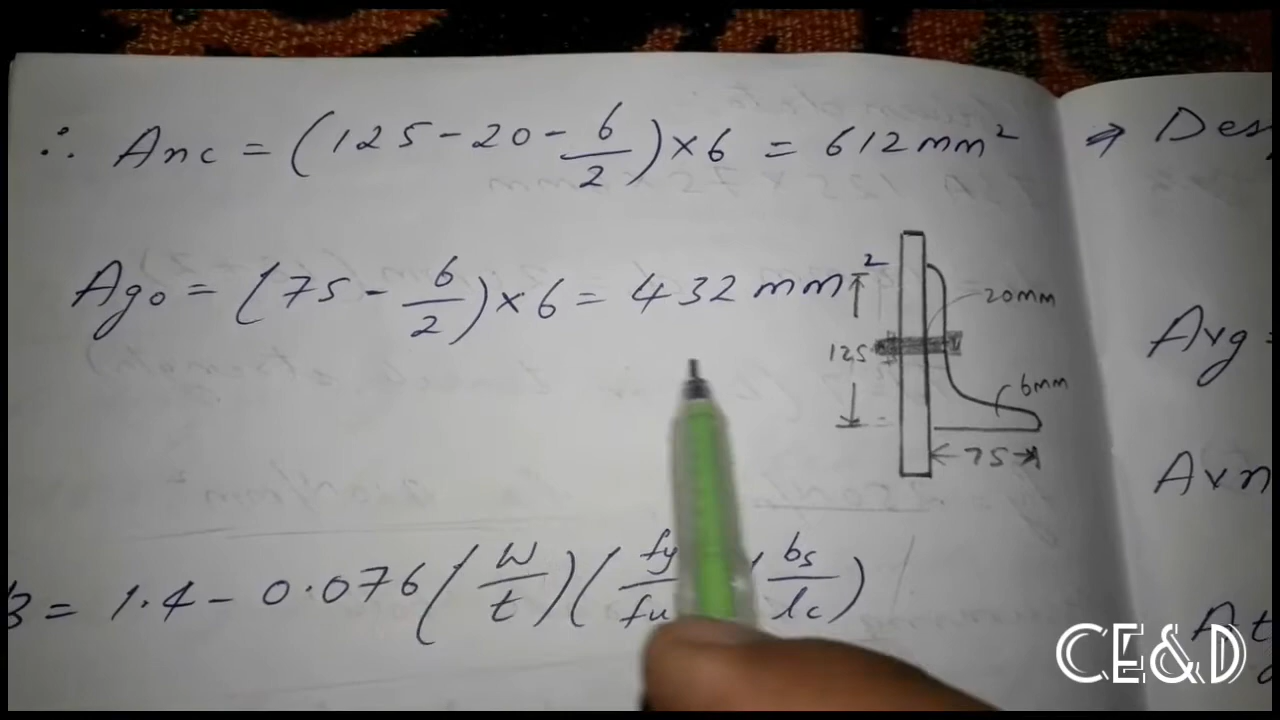 ∴ Anc = (125 - 20 - 6/2) × 6 = 612 mm²
⇒ Des
Ago = (75 - 6/2) × 6 = 432 mm²
20mm
125
6mm
75
Avg =
Avn
= 1.4 - 0.076 (w/t) (fy/fu) (bs/lc)
At
CE&D